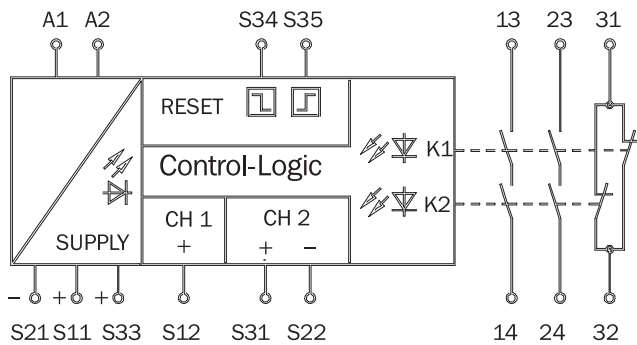 A1 A2 S34 S35 13 23 31
RESET
Control-Logic K1
CH 1 CH 2 K2
+ + −
SUPPLY
− + +
S21 S11 S33 S12 S31 S22 14 24 32